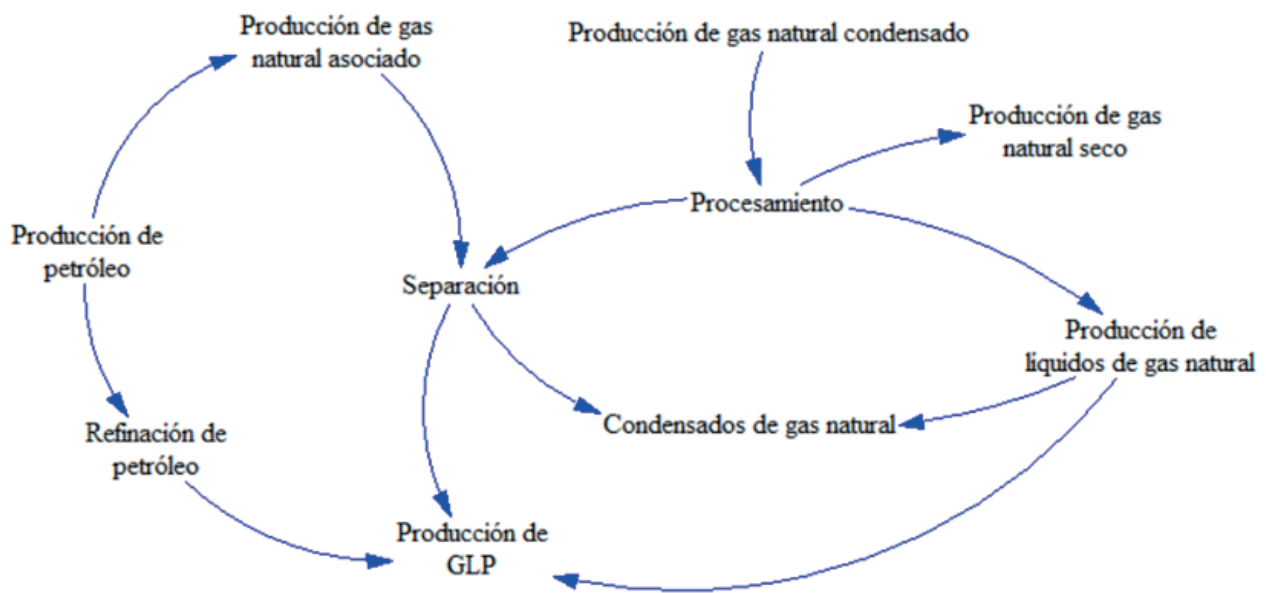 Producción de gas
natural asociado
Producción de gas natural condensado
Producción de gas
natural seco
Procesamiento
Producción de
petróleo
Separación
Producción de
líquidos de gas natural
Condensados de gas natural
Refinación de
petróleo
Producción de
GLP